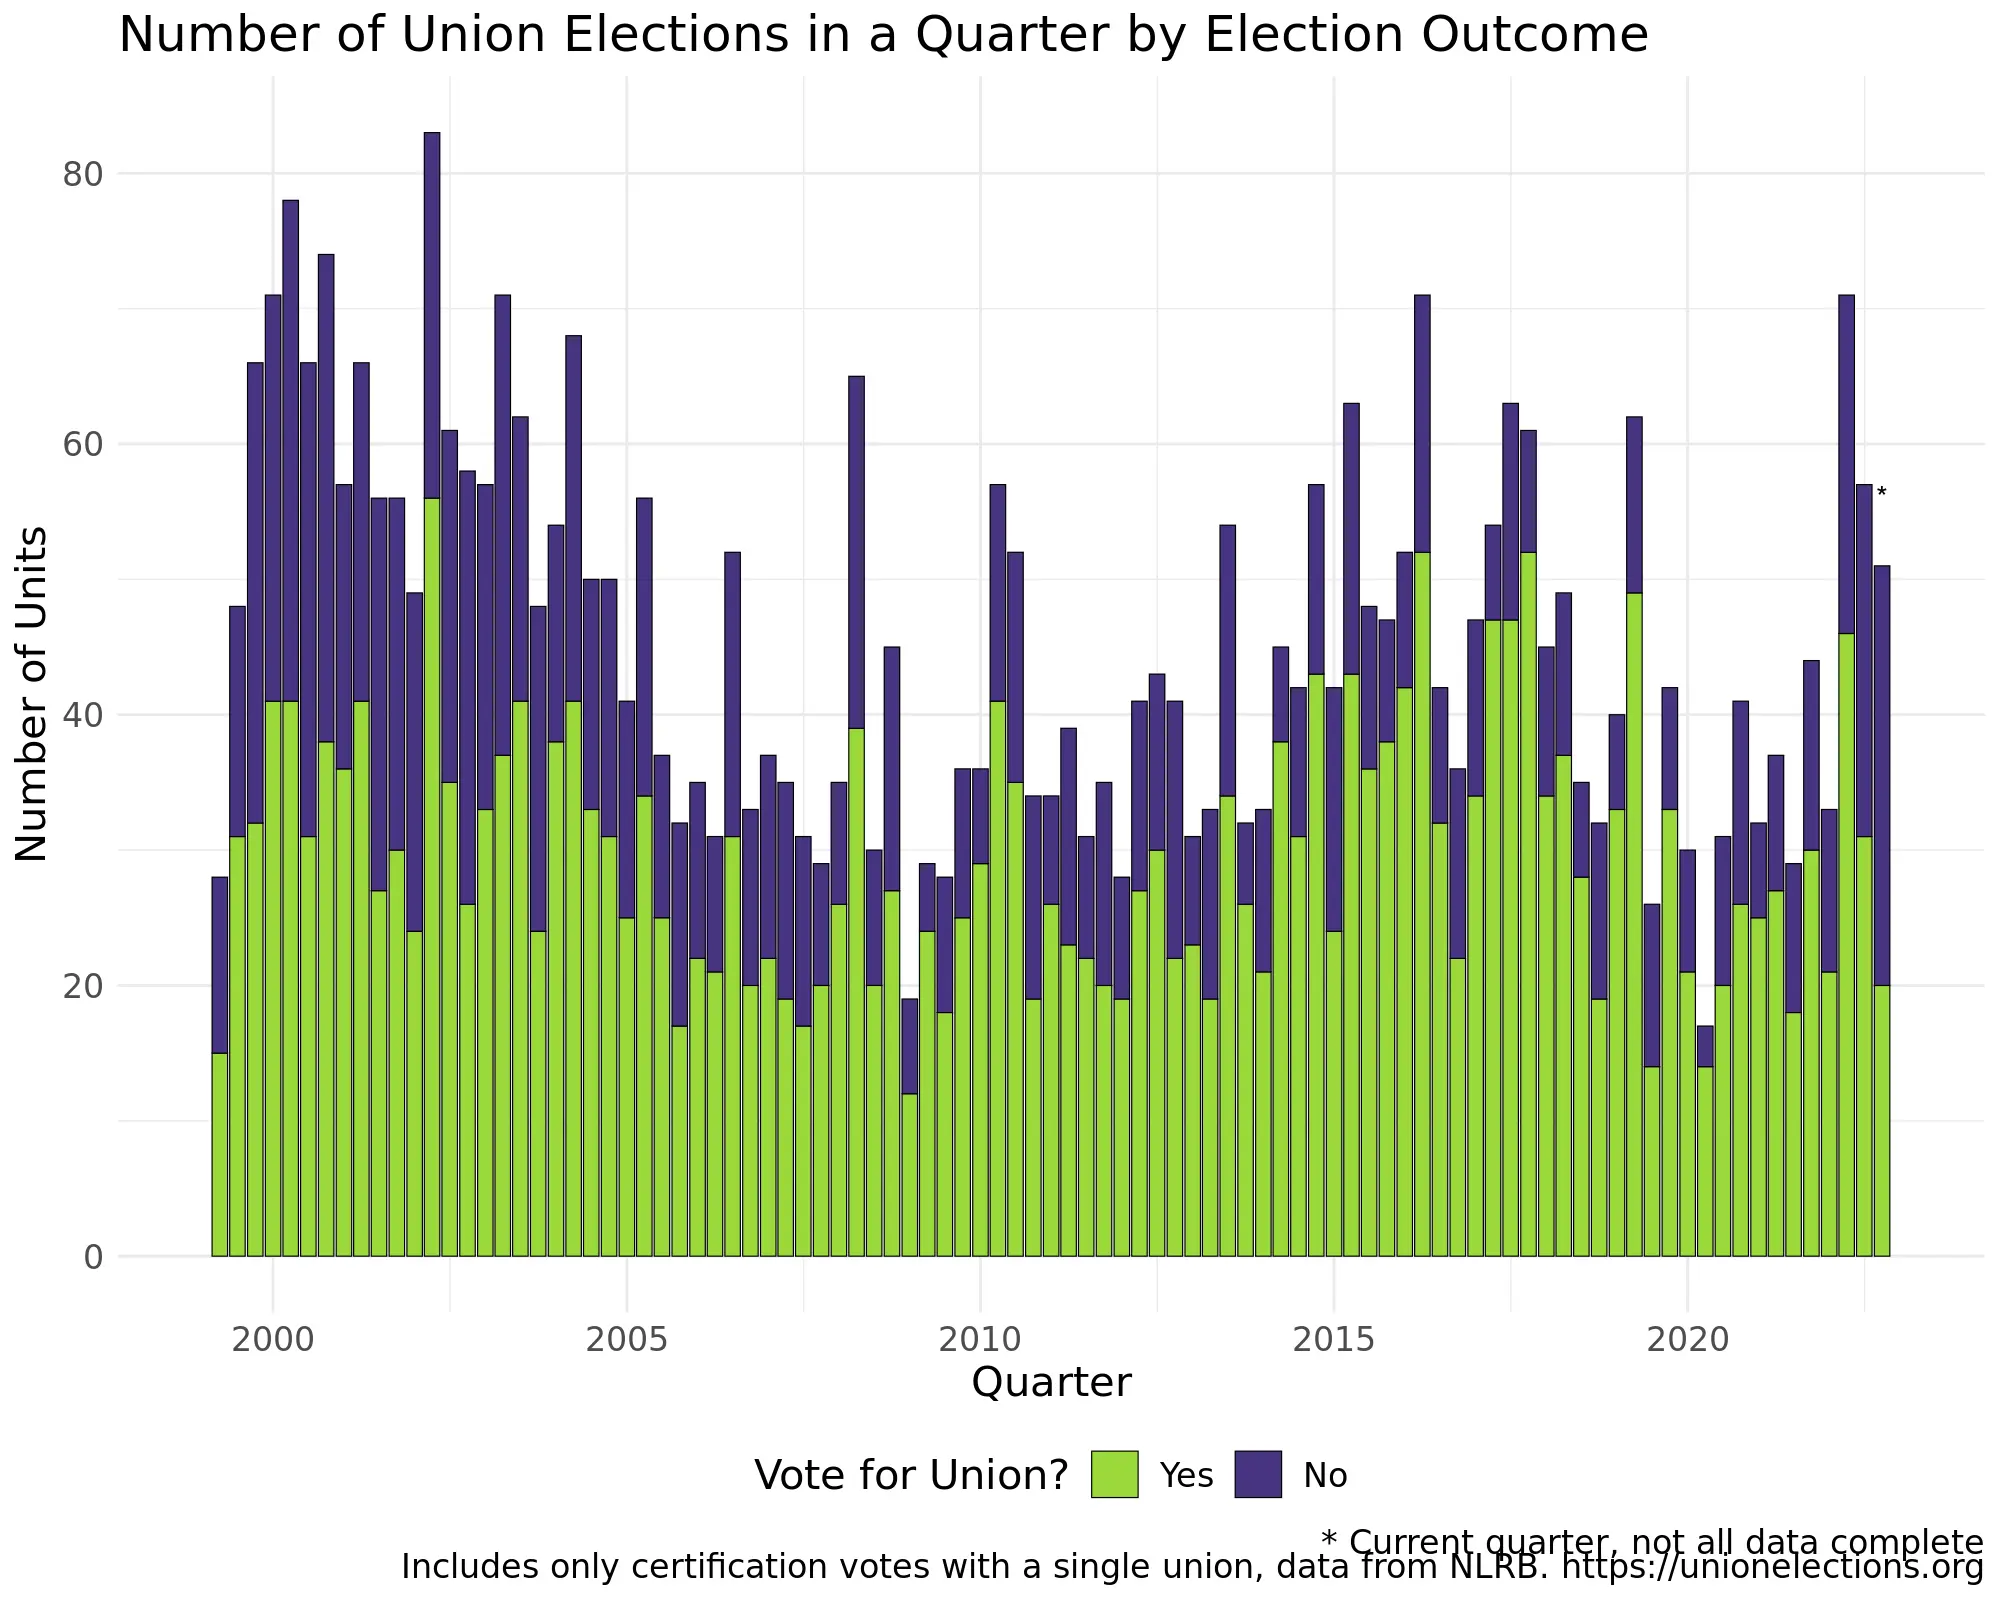 Number of Union Elections in a Quarter by Election Outcome
80
60
40
20
0
Number of Units
*
2000 2005 2010 2015 2020
Quarter
Vote for Union? Yes No
* Current quarter, not all data complete
Includes only certification votes with a single union, data from NLRB. https://unionelections.org